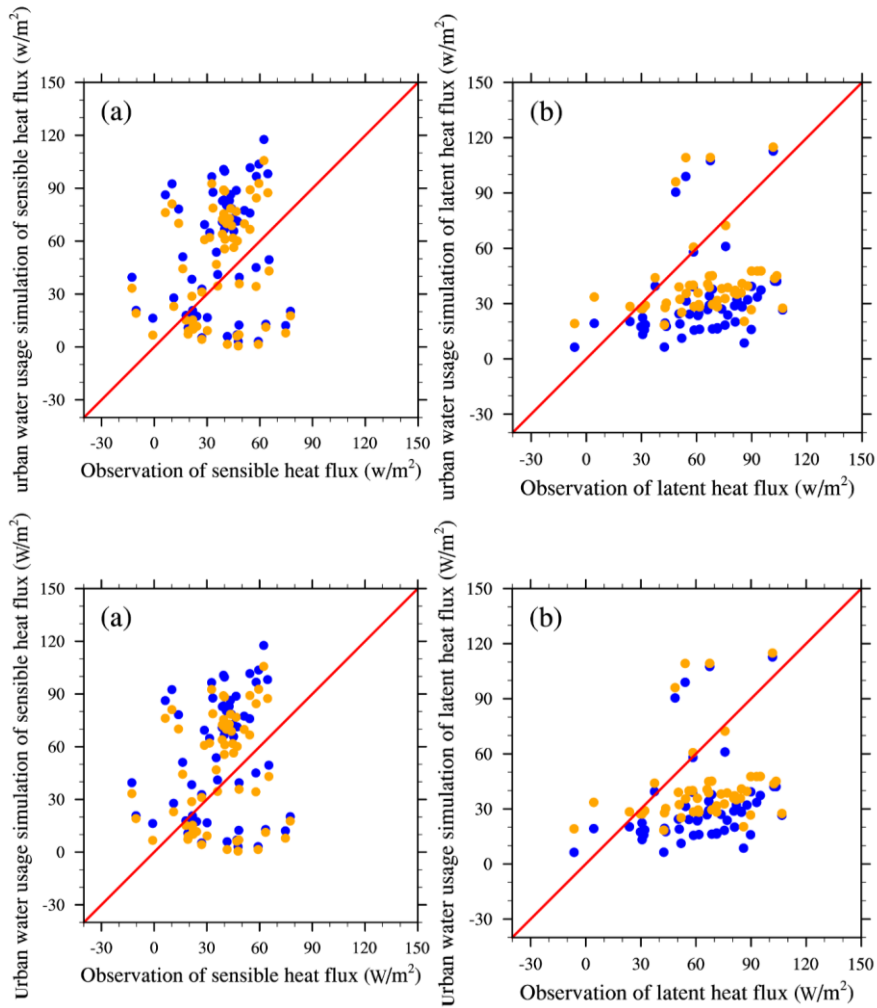 urban water usage simulation of sensible heat flux (w/m²)
150
120
90
60
30
0
-30
(a)
-30 0 30 60 90 120 150
Observation of sensible heat flux (w/m²)
urban water usage simulation of latent heat flux (w/m²)
150
120
90
60
30
0
-30
(b)
-30 0 30 60 90 120 150
Observation of latent heat flux (w/m²)
Urban water usage simulation of sensible heat flux (W/m²)
150
120
90
60
30
0
-30
(a)
-30 0 30 60 90 120 150
Observation of sensible heat flux (W/m²)
Urban water usage simulation of latent heat flux (W/m²)
150
120
90
60
30
0
-30
(b)
-30 0 30 60 90 120 150
Observation of latent heat flux (W/m²)